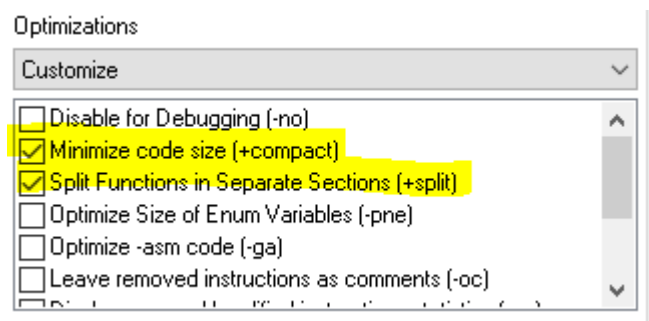 Optimizations
Customize
Disable for Debugging (-no)
Minimize code size (+compact)
Split Functions in Separate Sections (+split)
Optimize Size of Enum Variables (-pne)
Optimize -asm code (-ga)
Leave removed instructions as comments (-oc)